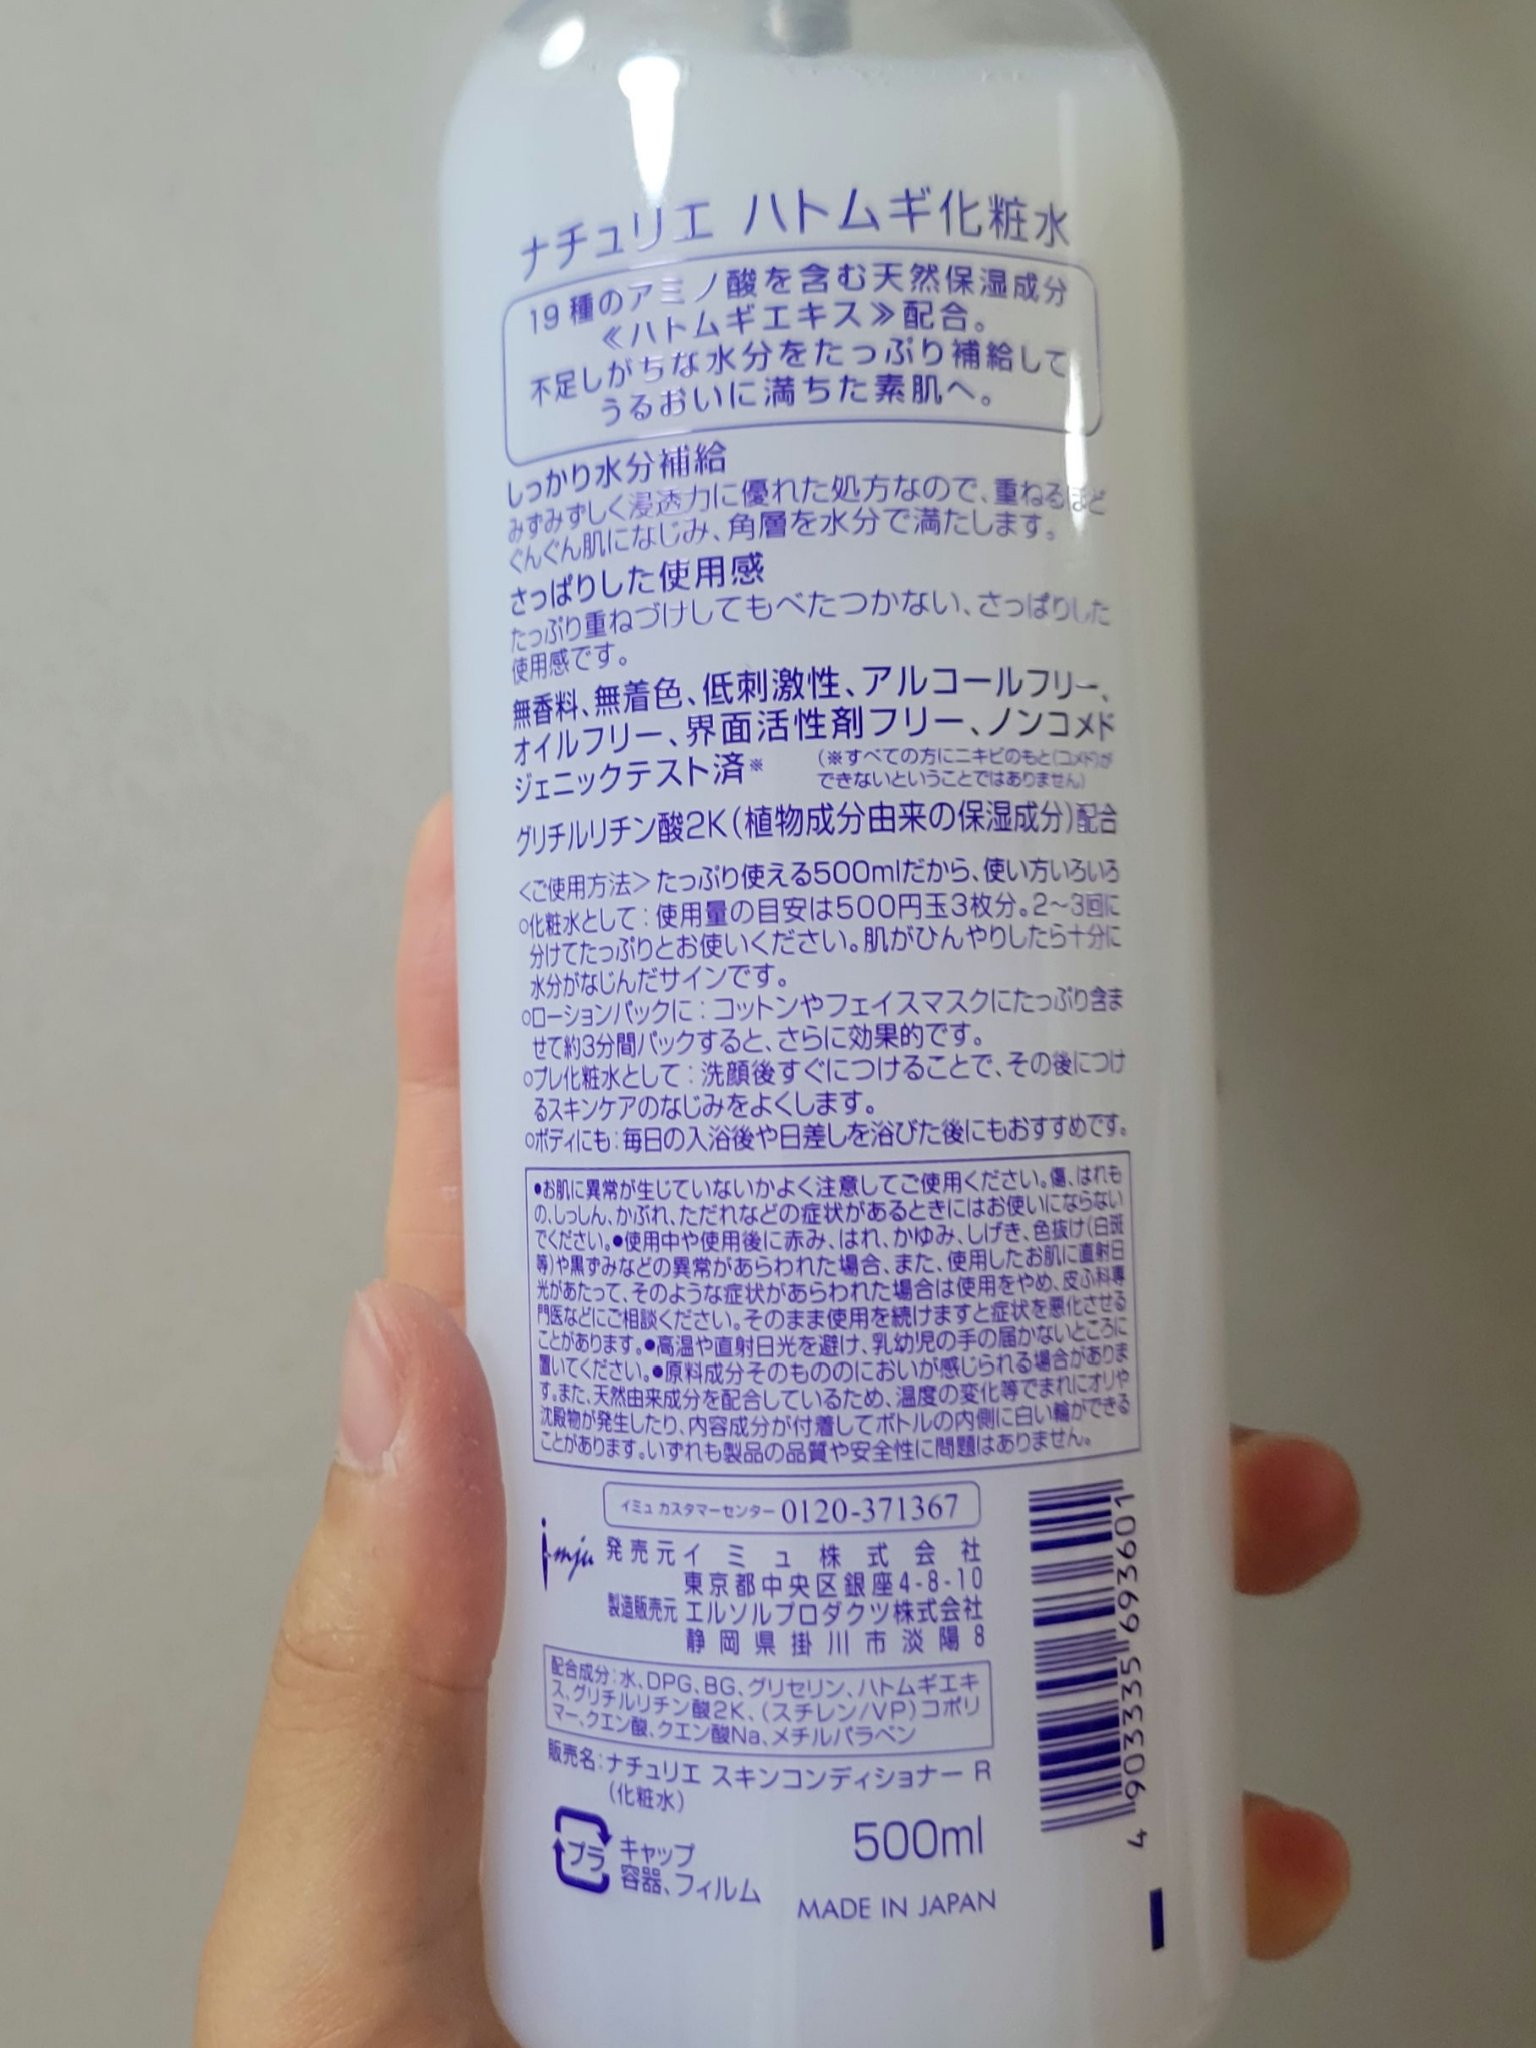 ナチュリエ ハトムギ化粧水
19種のアミノ酸を含む天然保湿成分
≪ハトムギエキス≫配合。
不足しがちな水分をたっぷり補給して
うるおいに満ちた素肌へ。
しっかり水分補給
みずみずしく浸透力に優れた処方なので、重ねるほど
ぐんぐん肌になじみ、角層を水分で満たします。
さっぱりした使用感
たっぷり重ねづけしてもべたつかない、さっぱりした
使用感です。
無香料、無着色、低刺激性、アルコールフリー、
オイルフリー、界面活性剤フリー、ノンコメド
ジェニックテスト済※
(※すべての方にニキビのもと(コメド)が
できないということではありません)
グリチルリチン酸2K(植物成分由来の保湿成分)配合
<ご使用方法>たっぷり使える500mlだから、使い方いろいろ
○化粧水として:使用量の目安は500円玉3枚分。2〜3回に
分けてたっぷりとお使いください。肌がひんやりしたら十分に
水分がなじんだサインです。
○ローションパックに:コットンやフェイスマスクにたっぷり含ま
せて約3分間パックすると、さらに効果的です。
○プレ化粧水として:洗顔後すぐにつけることで、その後につけ
るスキンケアのなじみをよくします。
○ボディにも:毎日の入浴後や日差しを浴びた後にもおすすめです。
●お肌に異常が生じていないかよく注意してご使用ください。傷、はれも
の、しっしん、かぶれ、ただれなどの症状があるときにはお使いにならない
でください。●使用中や使用後に赤み、はれ、かゆみ、しげき、色抜け(白斑
等)や黒ずみなどの異常があらわれた場合、また、使用したお肌に直射日
光があたって、そのような症状があらわれた場合は使用をやめ、皮ふ科専
門医などにご相談ください。そのまま使用を続けますと症状を悪化させる
ことがあります。●高温や直射日光を避け、乳幼児の手の届かないところに
置いてください。●原料成分そのもののにおいが感じられる場合がありま
す。また、天然由来成分を配合しているため、温度の変化等でまれにオリや
沈殿物が発生したり、内容成分が付着してボトルの内側に白い輪ができる
ことがあります。いずれも製品の品質や安全性に問題はありません。
イミュ カスタマーセンター 0120-371367
imju
発売元 イミュ株式会社
東京都中央区銀座4-8-10
製造販売元 エルソルプロダクツ株式会社
静岡県掛川市淡陽8
配合成分:水、DPG、BG、グリセリン、ハトムギエキ
ス、グリチルリチン酸2K、(スチレン/VP)コポリ
マー、クエン酸、クエン酸Na、メチルパラベン
販売名:ナチュリエ スキンコンディショナー R
(化粧水)
プラ
キャップ
容器、フィルム
500ml
MADE IN JAPAN
4 903335 693601